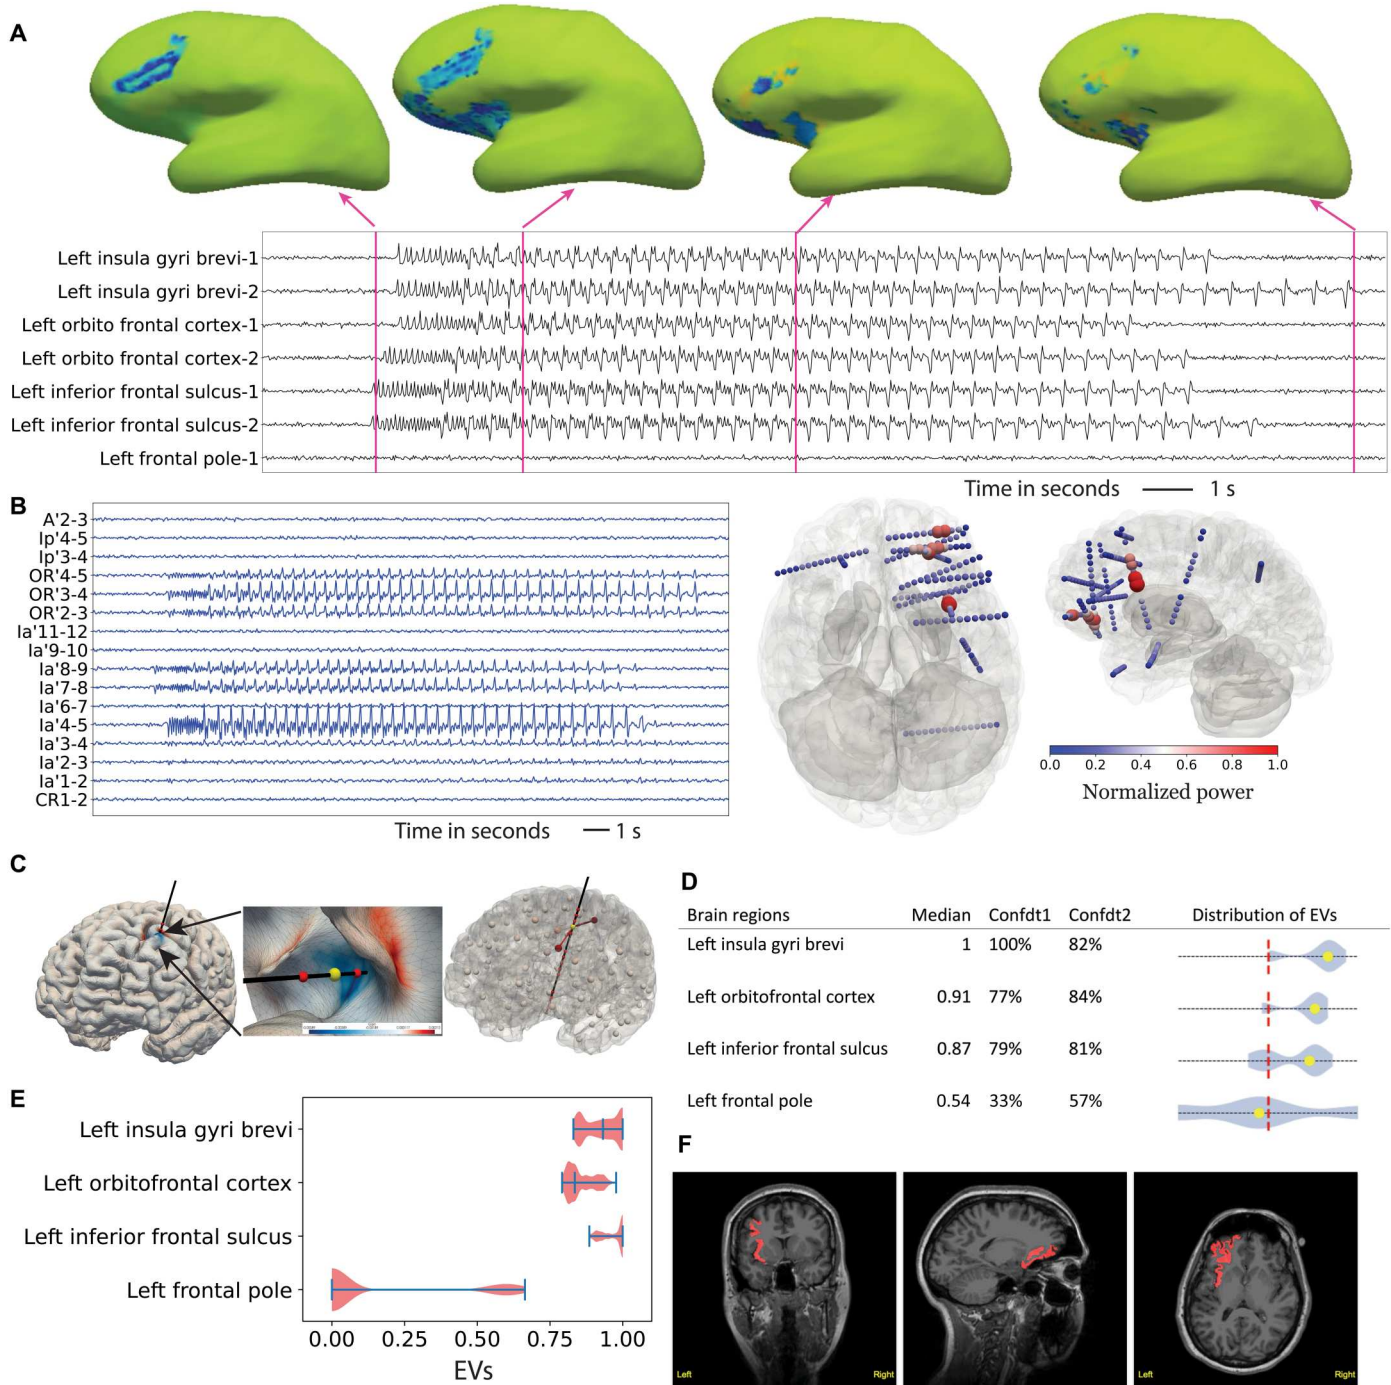 A
Left insula gyri brevi-1
Left insula gyri brevi-2
Left orbito frontal cortex-1
Left orbito frontal cortex-2
Left inferior frontal sulcus-1
Left inferior frontal sulcus-2
Left frontal pole-1
Time in seconds 1 s
B
A'2-3
Ip'4-5
Ip'3-4
OR'4-5
OR'3-4
OR'2-3
Ia'11-12
Ia'9-10
Ia'8-9
Ia'7-8
Ia'6-7
Ia'4-5
Ia'3-4
Ia'2-3
Ia'1-2
CR1-2
Time in seconds 1 s
0.0 0.2 0.4 0.6 0.8 1.0
Normalized power
C
D
Brain regions Median Confdt1 Confdt2 Distribution of EVs
Left insula gyri brevi 1 100% 82%
Left orbitofrontal cortex 0.91 77% 84%
Left inferior frontal sulcus 0.87 79% 81%
Left frontal pole 0.54 33% 57%
E
Left insula gyri brevi
Left orbitofrontal cortex
Left inferior frontal sulcus
Left frontal pole
0.00 0.25 0.50 0.75 1.00
EVs
F
Left Right
Left Right